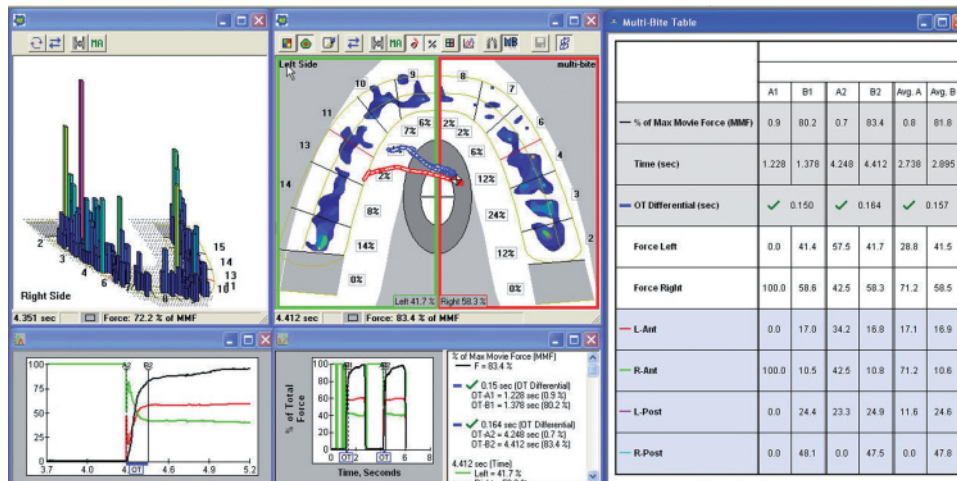 MA
2
3
4
6
7
8
15
14
13
11
10
Right Side
4.351 sec
Force: 72.2 % of MMF
MA
%
Left Side
multi-bite
9
8
10
7
11
6
13
4
14
3
2
6%
2%
7%
2%
6%
2%
12%
8%
24%
14%
12%
0%
0%
Left 41.7 %
Right 58.3 %
4.412 sec
Force: 83.4 % of MMF
100
75
50
25
0
3.7
4.0
4.6
4.9
5.2
A2
B2
OT
% of Total Force
100
80
60
40
20
0
0
2
4
6
8
OT
OT
Time, Seconds
% of Max Movie Force (MMF)
F = 83.4 %
0.15 sec (OT Differential)
OT-A1 = 1.228 sec (0.9 %)
OT-B1 = 1.378 sec (80.2 %)
0.164 sec (OT Differential)
OT-A2 = 4.248 sec (0.7 %)
OT-B2 = 4.412 sec (83.4 %)
4.412 sec (Time)
Left = 41.7 %
Multi-Bite Table
A1 B1 A2 B2 Avg. A Avg. B
% of Max Movie Force (MMF) 0.9 80.2 0.7 83.4 0.8 81.8
Time (sec) 1.228 1.378 4.248 4.412 2.738 2.895
OT Differential (sec) ✓ 0.150 ✓ 0.164 ✓ 0.157
Force Left 0.0 41.4 57.5 41.7 28.8 41.5
Force Right 100.0 58.6 42.5 58.3 71.2 58.5
L-Ant 0.0 17.0 34.2 16.8 17.1 16.9
R-Ant 100.0 10.5 42.5 10.8 71.2 10.6
L-Post 0.0 24.4 23.3 24.9 11.6 24.6
R-Post 0.0 48.1 0.0 47.5 0.0 47.8